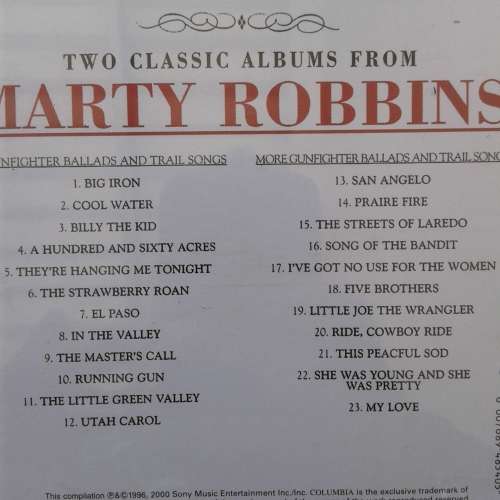 TWO CLASSIC ALBUMS FROM
MARTY ROBBINS
UNFIGHTER BALLADS AND TRAIL SONGS
1. BIG IRON
2. COOL WATER
3. BILLY THE KID
4. A HUNDRED AND SIXTY ACRES
5. THEY'RE HANGING ME TONIGHT
6. THE STRAWBERRY ROAN
7. EL PASO
8. IN THE VALLEY
9. THE MASTER'S CALL
10. RUNNING GUN
11. THE LITTLE GREEN VALLEY
12. UTAH CAROL
MORE GUNFIGHTER BALLADS AND TRAIL SONG
13. SAN ANGELO
14. PRAIRE FIRE
15. THE STREETS OF LAREDO
16. SONG OF THE BANDIT
17. I'VE GOT NO USE FOR THE WOMEN
18. FIVE BROTHERS
19. LITTLE JOE THE WRANGLER
20. RIDE, COWBOY RIDE
21. THIS PEACFUL SOD
22. SHE WAS YOUNG AND SHE
WAS PRETTY
23. MY LOVE
This compilation ℗&©1996, 2000 Sony Music Entertainment Inc./Inc. COLUMBIA is the exclusive trademark of